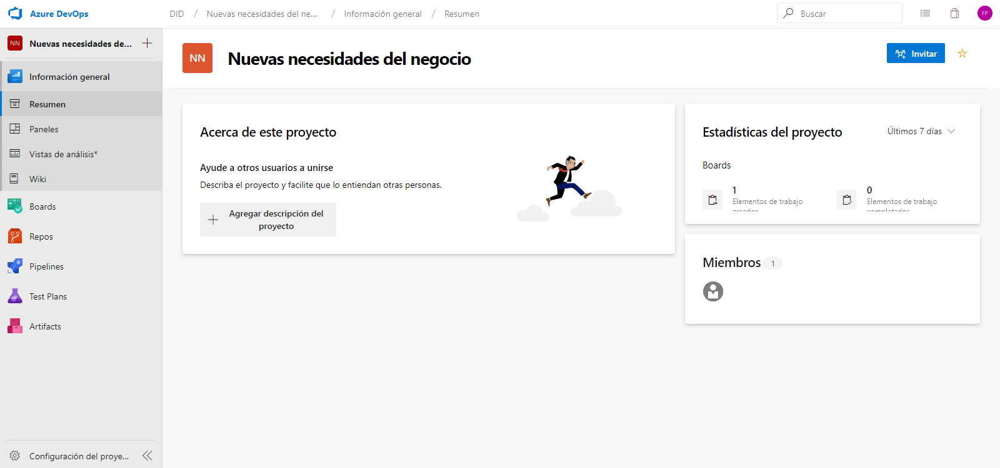 Azure DevOps
DID / Nuevas necesidades del ne... / Información general / Resumen
Buscar
FP
NN Nuevas necesidades de...
Información general
Resumen
Paneles
Vistas de análisis*
Wiki
Boards
Repos
Pipelines
Test Plans
Artifacts
Configuración del proye...
NN
Nuevas necesidades del negocio
Invitar
Acerca de este proyecto
Ayude a otros usuarios a unirse
Describa el proyecto y facilite que lo entiendan otras personas.
Agregar descripción del
proyecto
Estadísticas del proyecto
Últimos 7 días
Boards
1
Elementos de trabajo
creados
0
Elementos de trabajo
completados
Miembros 1